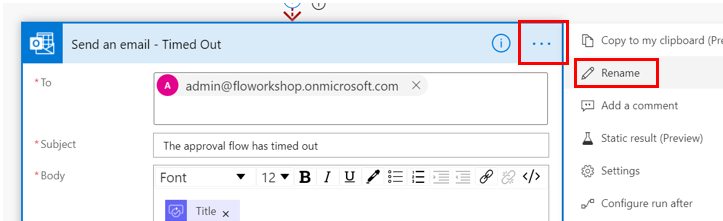 Send an email - Timed Out
Copy to my clipboard (Pre
* To
A admin@floworkshop.onmicrosoft.com
Rename
Add a comment
* Subject
The approval flow has timed out
Static result (Preview)
* Body
Font 12 B I U </>
Settings
Title
Configure run after